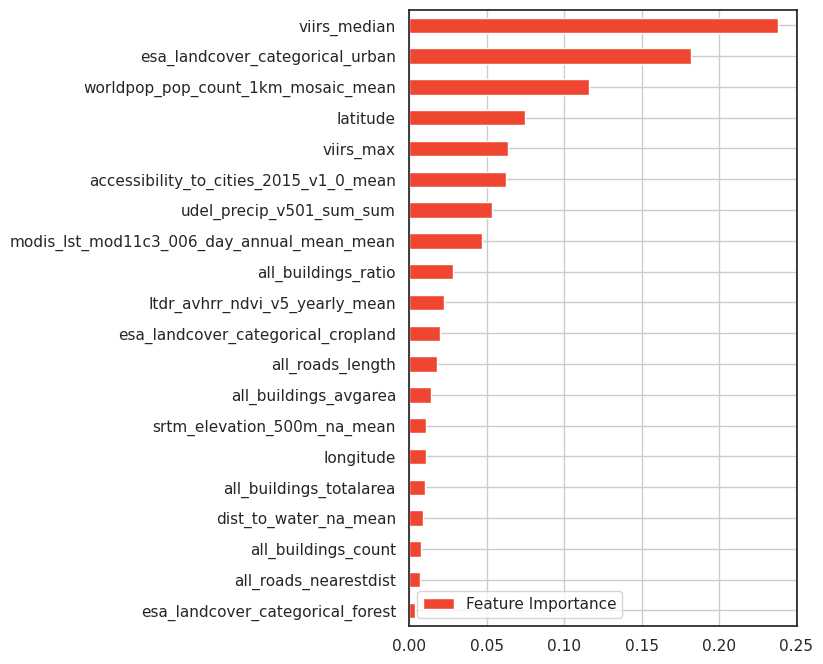 viirs_median
esa_landcover_categorical_urban
worldpop_pop_count_1km_mosaic_mean
latitude
viirs_max
accessibility_to_cities_2015_v1_0_mean
udel_precip_v501_sum_sum
modis_lst_mod11c3_006_day_annual_mean_mean
all_buildings_ratio
ltdr_avhrr_ndvi_v5_yearly_mean
esa_landcover_categorical_cropland
all_roads_length
all_buildings_avgarea
srtm_elevation_500m_na_mean
longitude
all_buildings_totalarea
dist_to_water_na_mean
all_buildings_count
all_roads_nearestdist
esa_landcover_categorical_forest
Feature Importance
0.00 0.05 0.10 0.15 0.20 0.25